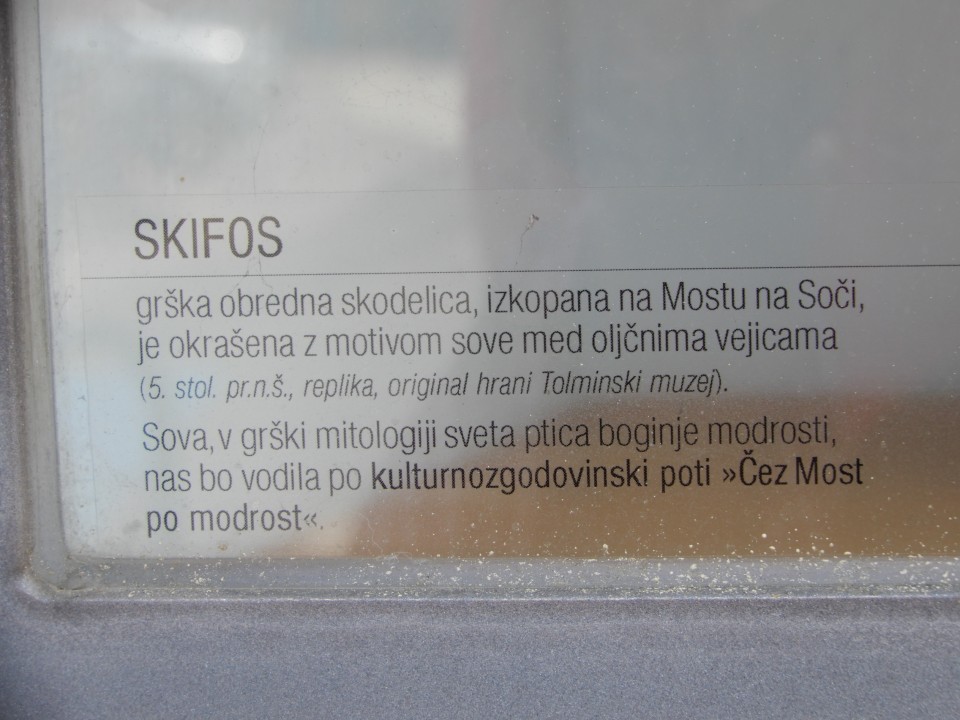 SKIFOS
grška obredna skodelica, izkopana na Mostu na Soči,
je okrašena z motivom sove med oljčnima vejicama
(5. stol. pr.n.š., replika, original hrani Tolminski muzej).
Sova, v grški mitologiji sveta ptica boginje modrosti,
nas bo vodila po kulturnozgodovinski poti »Čez Most
po modrost«.